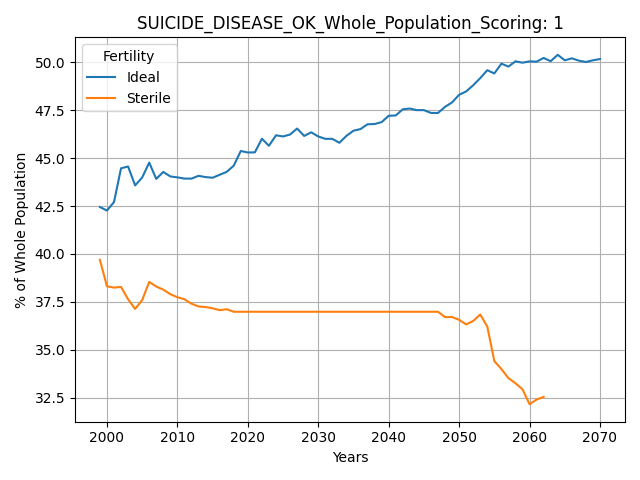 SUICIDE_DISEASE_OK_Whole_Population_Scoring: 1
Fertility
Ideal
Sterile
% of Whole Population
50.0
47.5
45.0
42.5
40.0
37.5
35.0
32.5
2000 2010 2020 2030 2040 2050 2060 2070
Years